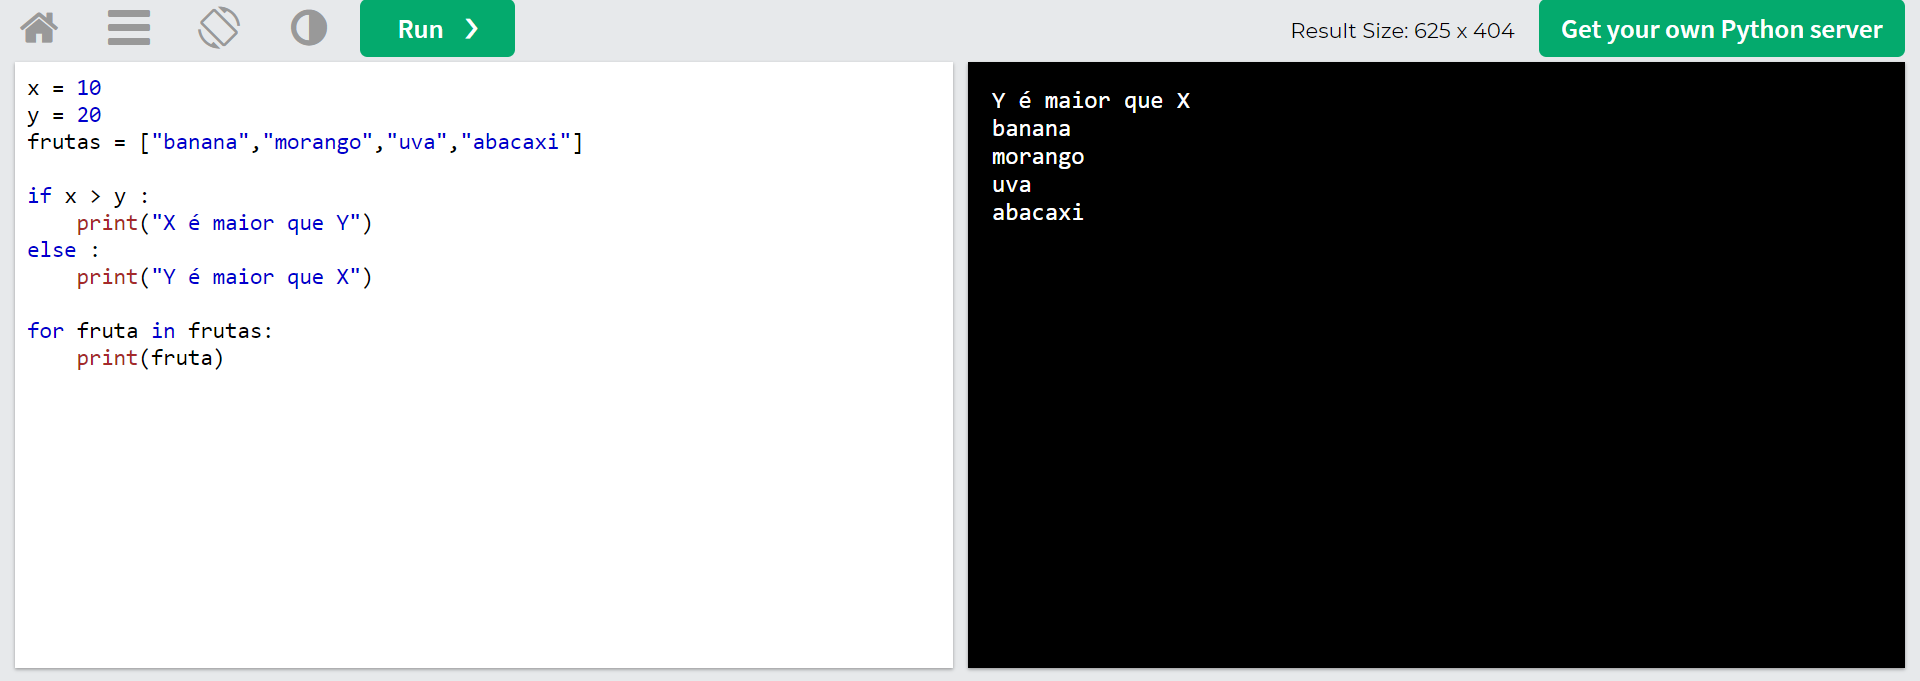 Run ❯
Result Size: 625 x 404
Get your own Python server
x = 10
y = 20
frutas = ["banana","morango","uva","abacaxi"]

if x > y :
    print("X é maior que Y")
else :
    print("Y é maior que X")

for fruta in frutas:
    print(fruta)

Y é maior que X
banana
morango
uva
abacaxi